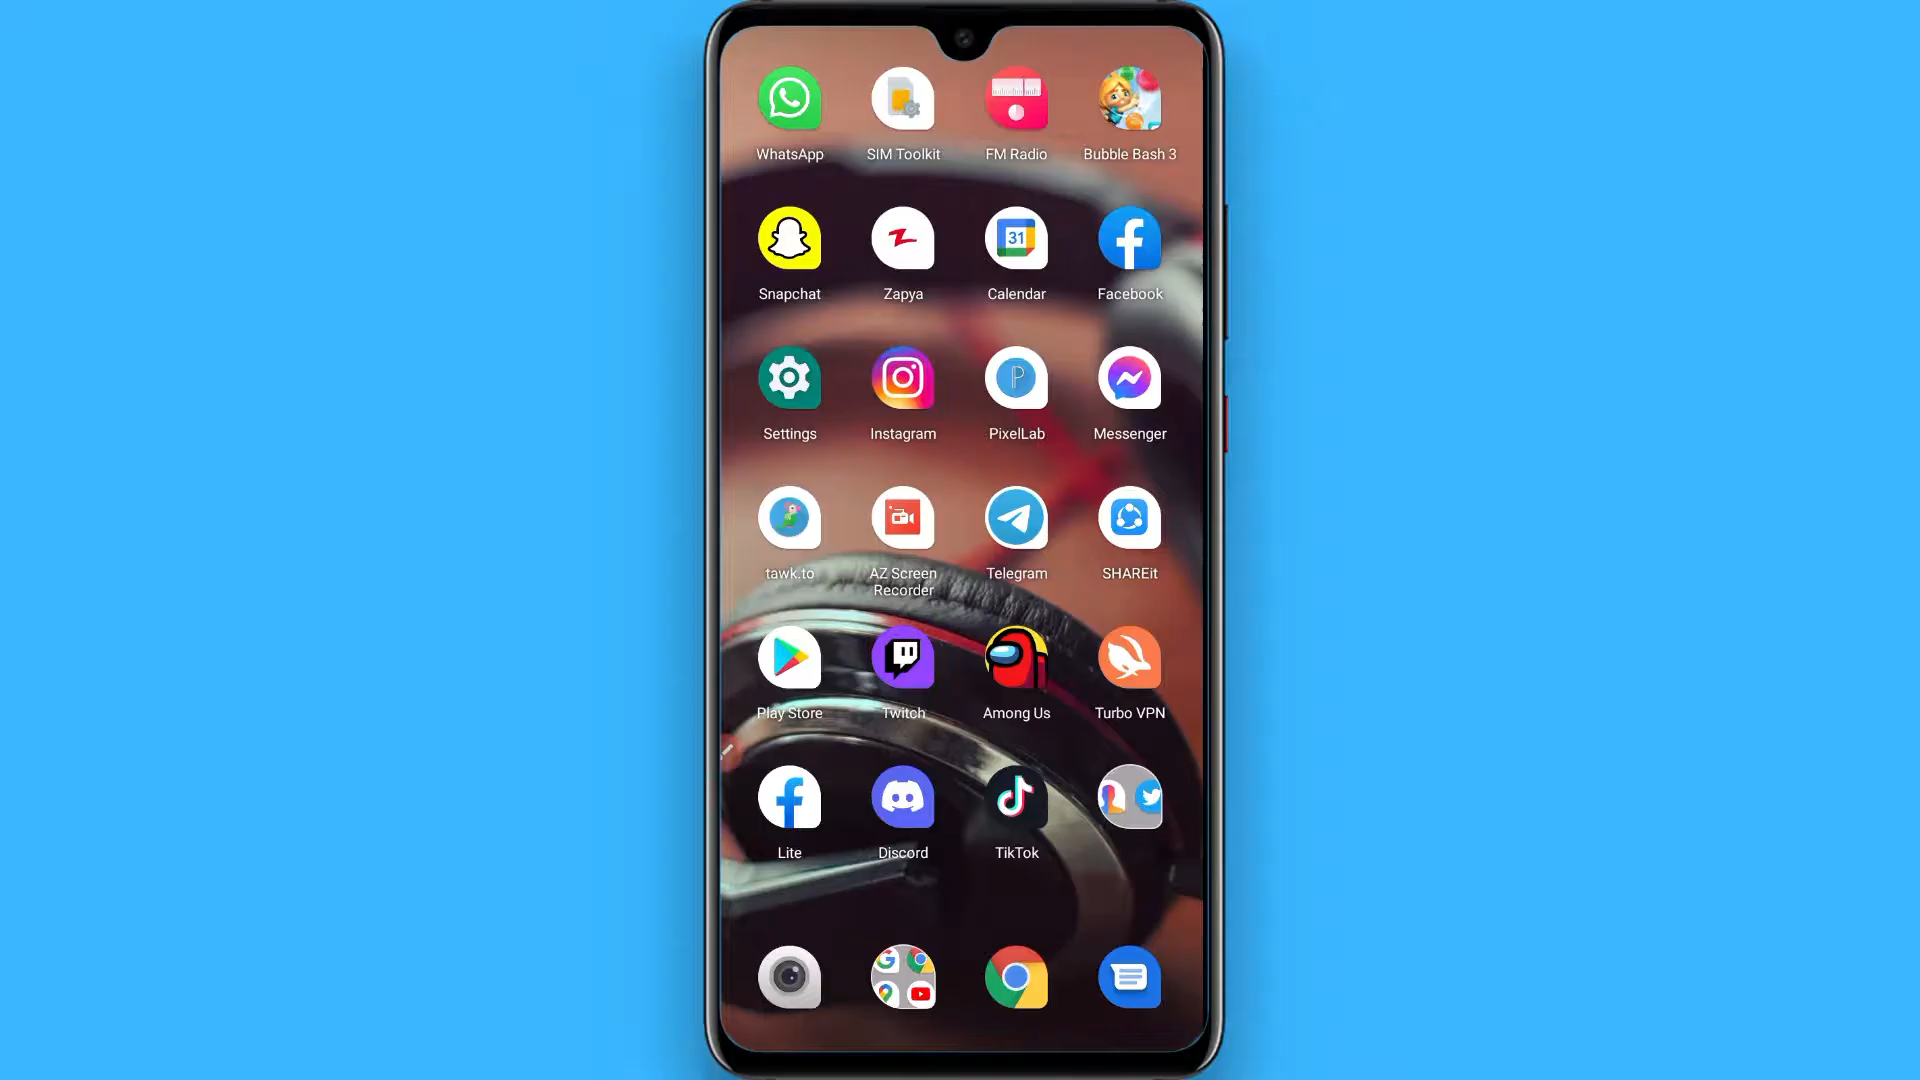 WhatsApp
SIM Toolkit
FM Radio
Bubble Bash 3
31
Snapchat
Zapya
Calendar
Facebook
P
Settings
Instagram
PixelLab
Messenger
tawk.to
AZ Screen
Recorder
Telegram
SHAREit
Play Store
Twitch
Among Us
Turbo VPN
Lite
Discord
TikTok